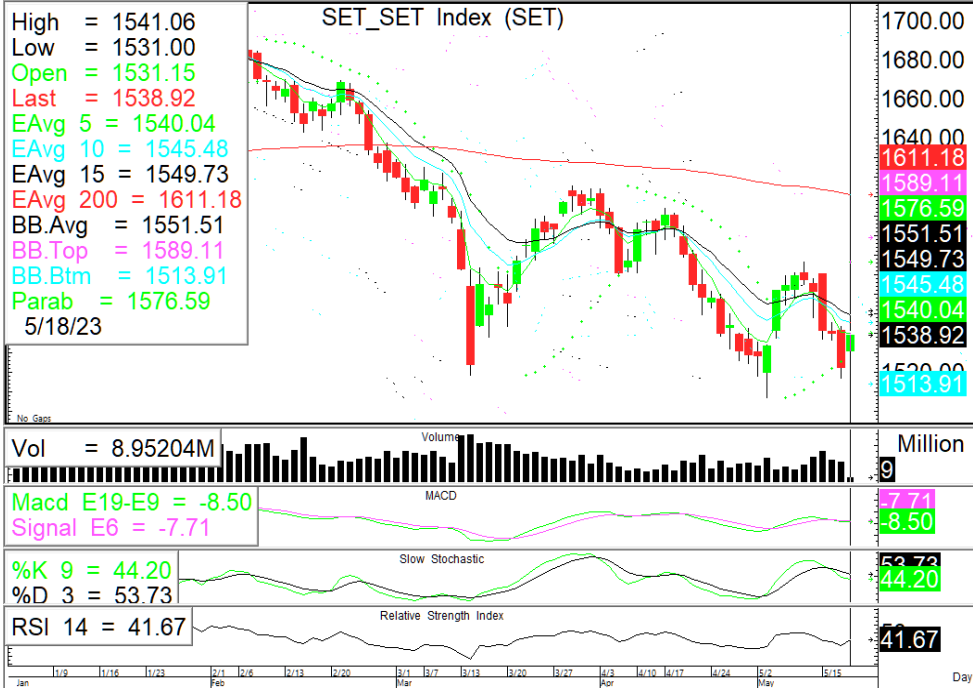 SET_SET Index (SET)
High = 1541.06
Low = 1531.00
Open = 1531.15
Last = 1538.92
EAvg 5 = 1540.04
EAvg 10 = 1545.48
EAvg 15 = 1549.73
EAvg 200 = 1611.18
BB.Avg = 1551.51
BB.Top = 1589.11
BB.Btm = 1513.91
Parab = 1576.59
5/18/23
1700.00
1680.00
1660.00
1640.00
1611.18
1589.11
1576.59
1551.51
1549.73
1545.48
1540.04
1538.92
1520.00
1513.91
No Gaps
Volume
Vol = 8.95204M
Million
9
MACD
Macd E19-E9 = -8.50
Signal E6 = -7.71
-7.71
-8.50
Slow Stochastic
%K 9 = 44.20
%D 3 = 53.73
53.73
44.20
Relative Strength Index
RSI 14 = 41.67
41.67
1/9 1/16 1/23 2/1 2/6 2/13 2/20 3/1 3/7 3/13 3/20 3/27 4/3 4/10 4/17 4/24 5/2 5/15
Jan Feb Mar Apr May Day